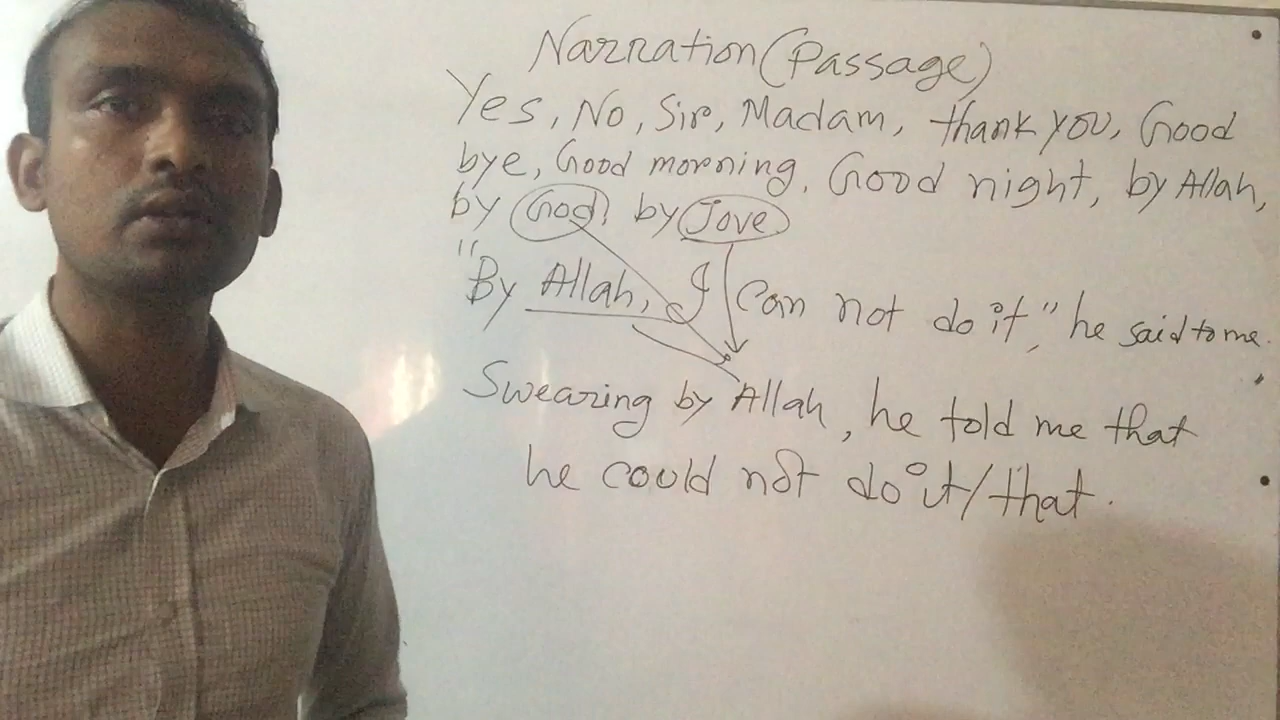 Narration (Passage)
Yes, No, Sir, Madam, thank you, Good
bye, Good morning, Good night, by Allah,
by God, by Jove
"By Allah, I can not do it," he said to me.
Swearing by Allah, he told me that
he could not do it/that.